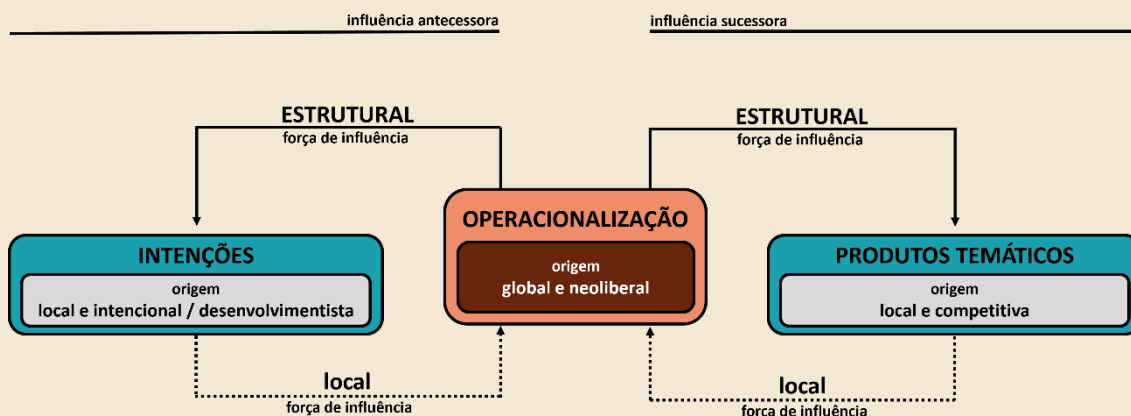 influência antecessora
influência sucessora
ESTRUTURAL
força de influência
ESTRUTURAL
força de influência
OPERACIONALIZAÇÃO
origem
global e neoliberal
INTENÇÕES
origem
local e intencional / desenvolvimentista
PRODUTOS TEMÁTICOS
origem
local e competitiva
local
força de influência
local
força de influência